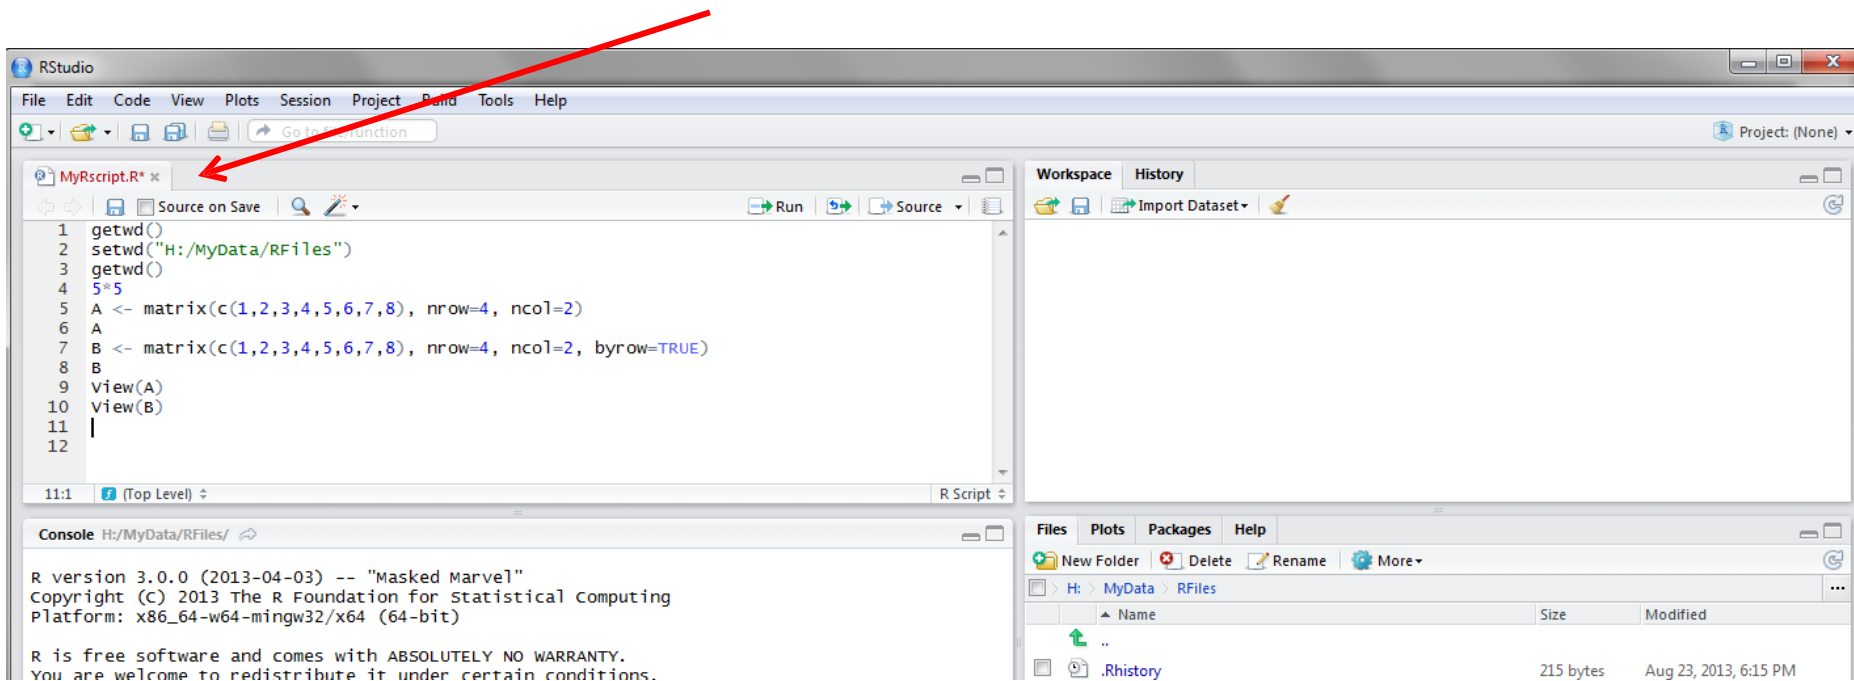 RStudio
File Edit Code View Plots Session Project Build Tools Help
Go to file/function
Project: (None)
MyRscript.R*
Source on Save Run Source
1 getwd()
2 setwd("H:/MyData/RFiles")
3 getwd()
4 5*5
5 A <- matrix(c(1,2,3,4,5,6,7,8), nrow=4, ncol=2)
6 A
7 B <- matrix(c(1,2,3,4,5,6,7,8), nrow=4, ncol=2, byrow=TRUE)
8 B
9 View(A)
10 View(B)
11
12
11:1 (Top Level) R Script
Console H:/MyData/RFiles/
R version 3.0.0 (2013-04-03) -- "Masked Marvel"
Copyright (C) 2013 The R Foundation for Statistical Computing
Platform: x86_64-w64-mingw32/x64 (64-bit)
R is free software and comes with ABSOLUTELY NO WARRANTY.
You are welcome to redistribute it under certain conditions.
Workspace History
Import Dataset
Files Plots Packages Help
New Folder Delete Rename More
H: MyData RFiles ...
Name Size Modified
..
.Rhistory 215 bytes Aug 23, 2013, 6:15 PM